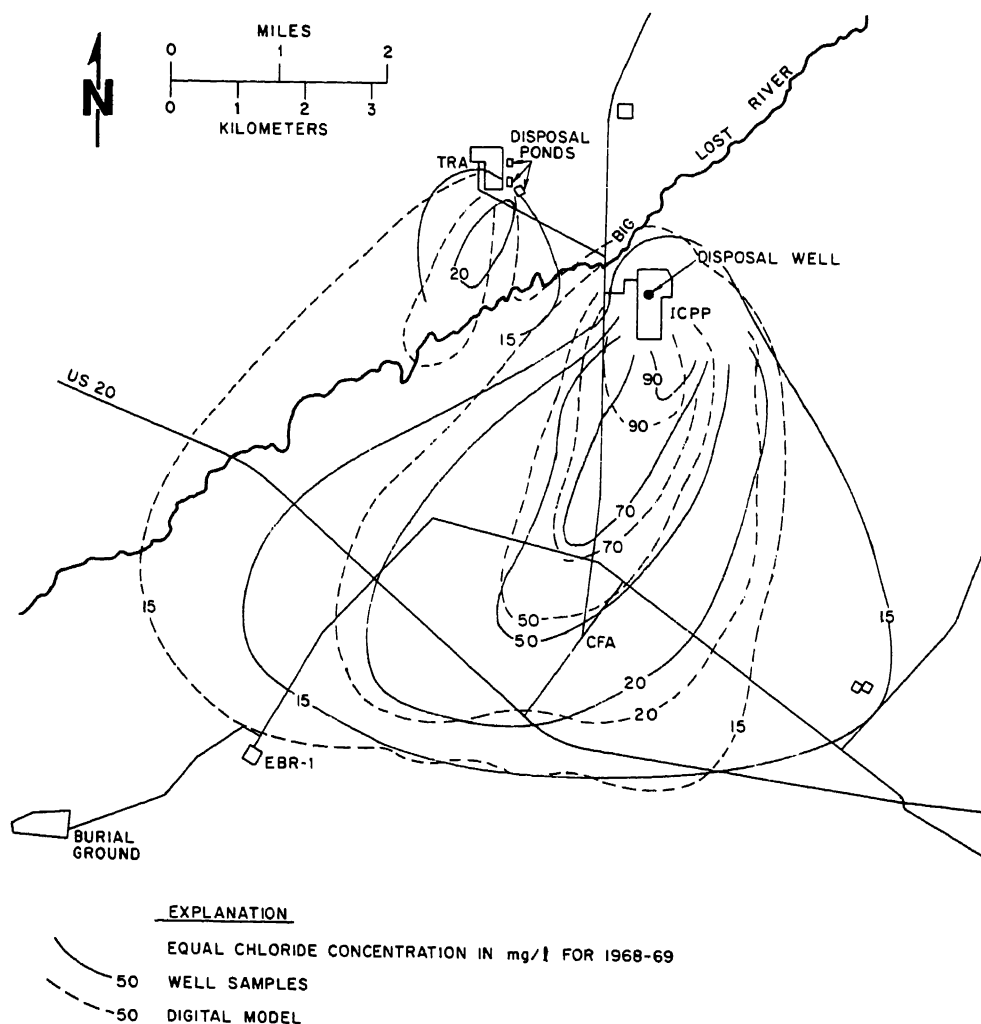 MILES
0 1 2
N
0 1 2 3
KILOMETERS
DISPOSAL
PONDS
TRA
BIG LOST RIVER
DISPOSAL WELL
ICPP
20
15
US 20
90
90
70
70
15
50
50
15
CFA
20
20
15
15
EBR-1
BURIAL
GROUND
EXPLANATION
EQUAL CHLORIDE CONCENTRATION IN mg/l FOR 1968-69
50 WELL SAMPLES
50 DIGITAL MODEL